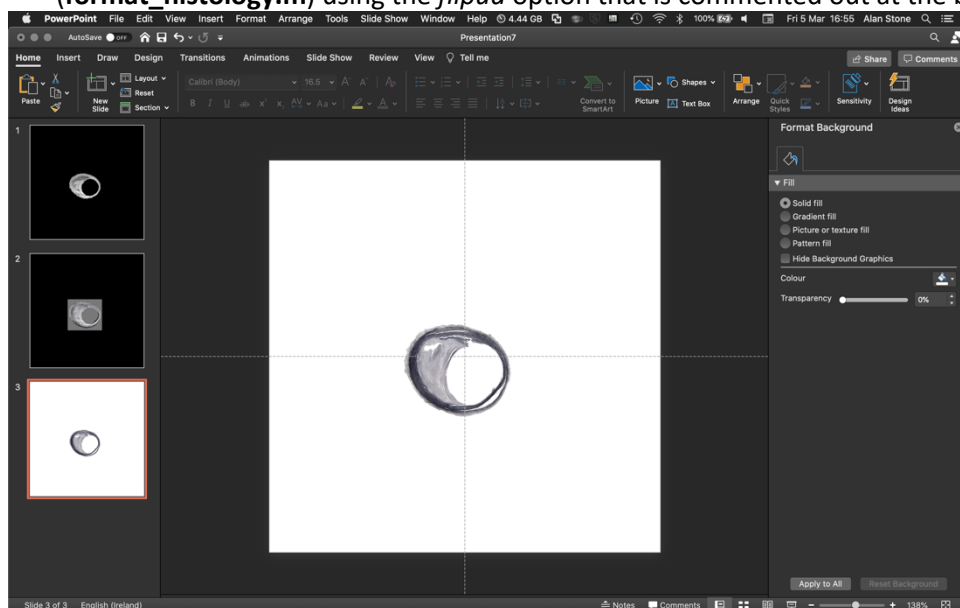 (format_histology.m) using the flipud option that is commented out at the b
PowerPoint File Edit View Insert Format Arrange Tools Slide Show Window Help 4.44 GB 100% Fri 5 Mar 16:55 Alan Stone
AutoSave OFF Presentation7
Home Insert Draw Design Transitions Animations Slide Show Review View Tell me Share Comments
Paste New Slide Layout Reset Section Calibri (Body) 16.5 Convert to SmartArt Picture Shapes Text Box Arrange Quick Styles Sensitivity Design Ideas
1
2
3
Format Background
Fill
Solid fill
Gradient fill
Picture or texture fill
Pattern fill
Hide Background Graphics
Colour
Transparency 0%
Apply to All Reset Background
Slide 3 of 3 English (Ireland) Notes Comments 138%